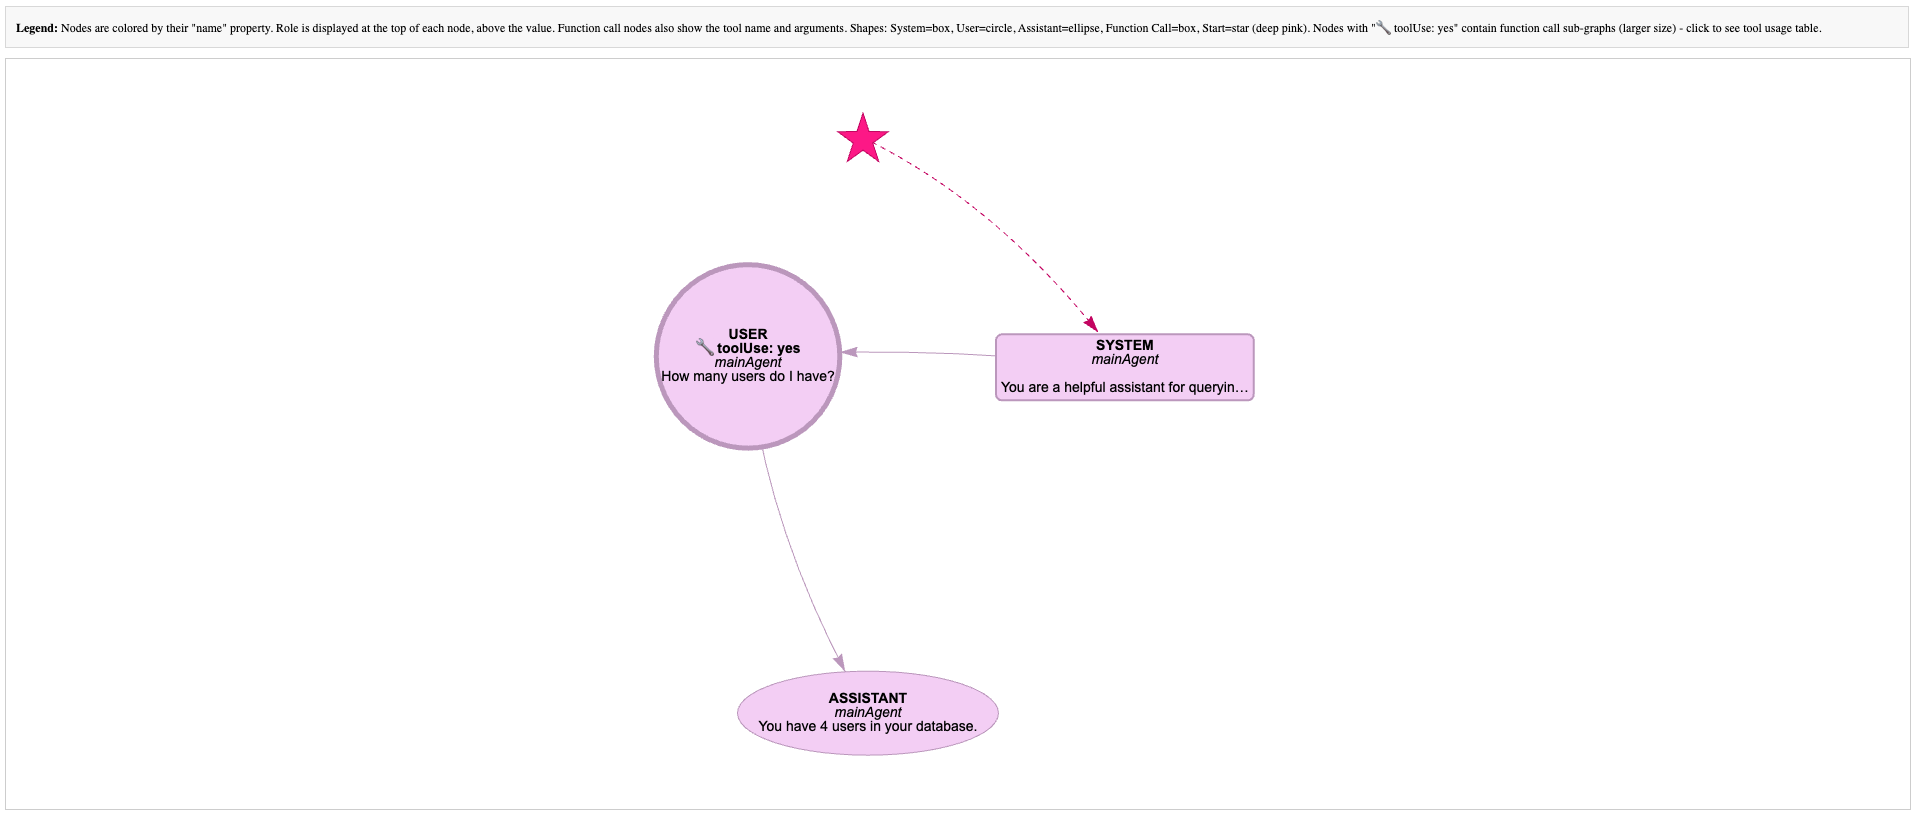 Legend: Nodes are colored by their "name" property. Role is displayed at the top of each node, above the value. Function call nodes also show the tool name and arguments. Shapes: System=box, User=circle, Assistant=ellipse, Function Call=box, Start=star (deep pink). Nodes with "🔧 toolUse: yes" contain function call sub-graphs (larger size) - click to see tool usage table.
USER
🔧 toolUse: yes
mainAgent
How many users do I have?
SYSTEM
mainAgent
You are a helpful assistant for queryin…
ASSISTANT
mainAgent
You have 4 users in your database.